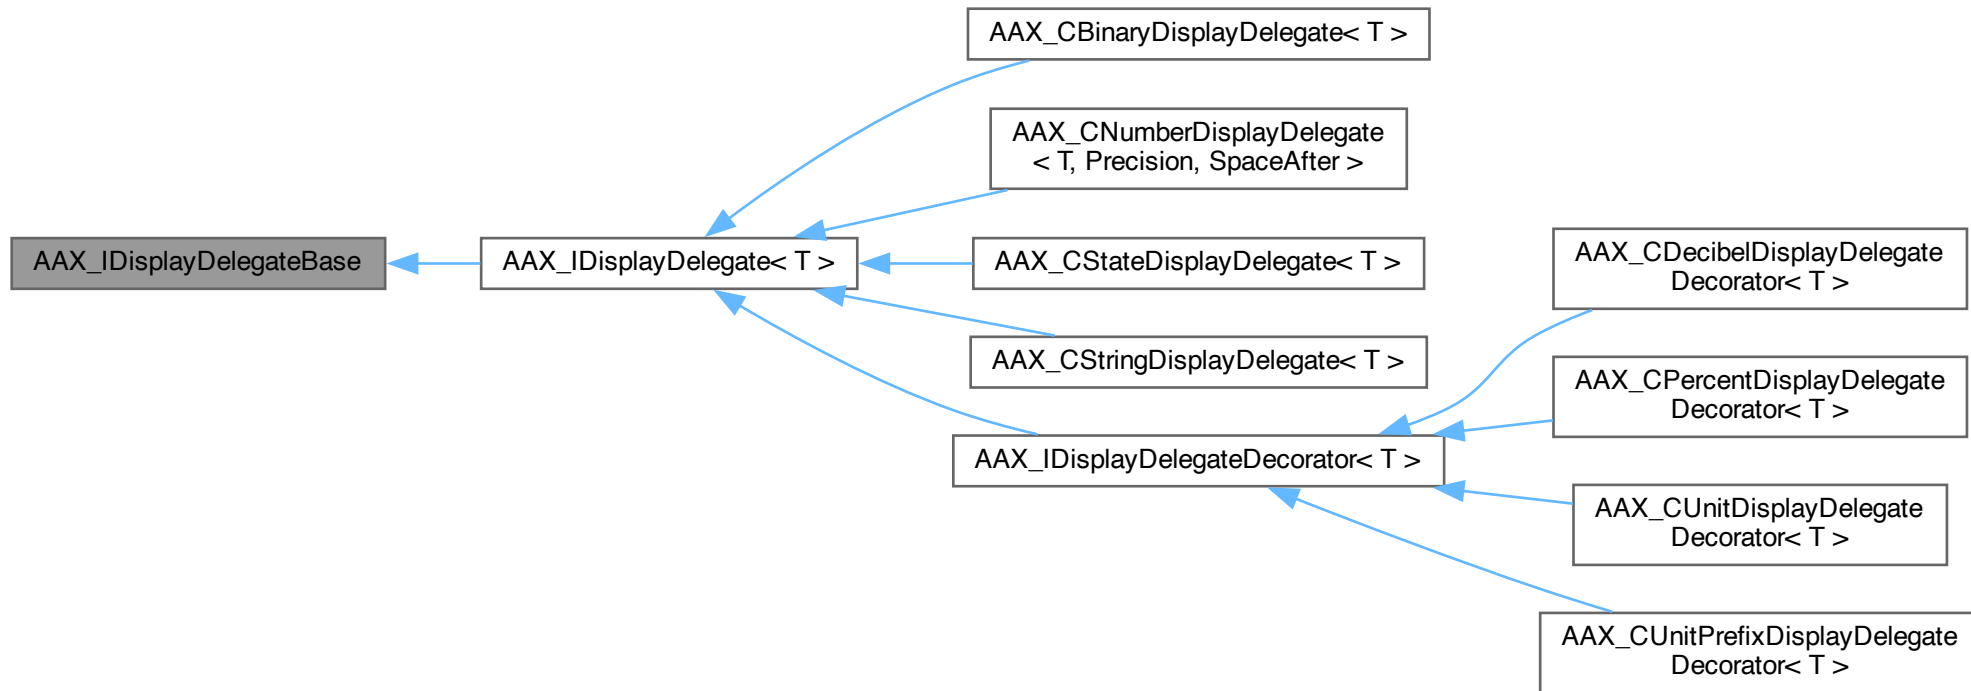 AAX_CBinaryDisplayDelegate< T >
AAX_CNumberDisplayDelegate
< T, Precision, SpaceAfter >
AAX_IDisplayDelegateBase
AAX_IDisplayDelegate< T >
AAX_CStateDisplayDelegate< T >
AAX_CStringDisplayDelegate< T >
AAX_IDisplayDelegateDecorator< T >
AAX_CDecibelDisplayDelegate
Decorator< T >
AAX_CPercentDisplayDelegate
Decorator< T >
AAX_CUnitDisplayDelegate
Decorator< T >
AAX_CUnitPrefixDisplayDelegate
Decorator< T >